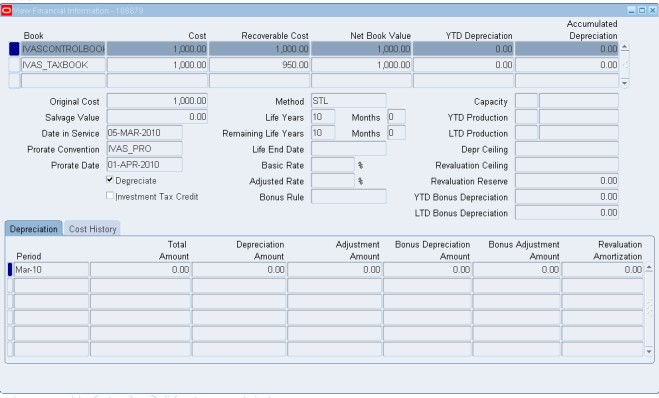 View Financial Information - 109879
Accumulated
Book Cost Recoverable Cost Net Book Value YTD Depreciation Depreciation
IVASCONTROLBOOK 1,000.00 1,000.00 1,000.00 0.00 0.00
IVAS_TAXBOOK 1,000.00 950.00 1,000.00 0.00 0.00
Original Cost 1,000.00 Method STL Capacity
Salvage Value 0.00 Life Years 10 Months 0 YTD Production
Date in Service 05-MAR-2010 Remaining Life Years 10 Months 0 LTD Production
Prorate Convention IVAS_PRO Life End Date Depr Ceiling
Prorate Date 01-APR-2010 Basic Rate % Revaluation Ceiling
Depreciate Adjusted Rate % Revaluation Reserve 0.00
Investment Tax Credit Bonus Rule YTD Bonus Depreciation 0.00
LTD Bonus Depreciation 0.00
Depreciation Cost History
Total Depreciation Adjustment Bonus Depreciation Bonus Adjustment Revaluation
Period Amount Amount Amount Amount Amount Amortization
Mar-10 0.00 0.00 0.00 0.00 0.00 0.00